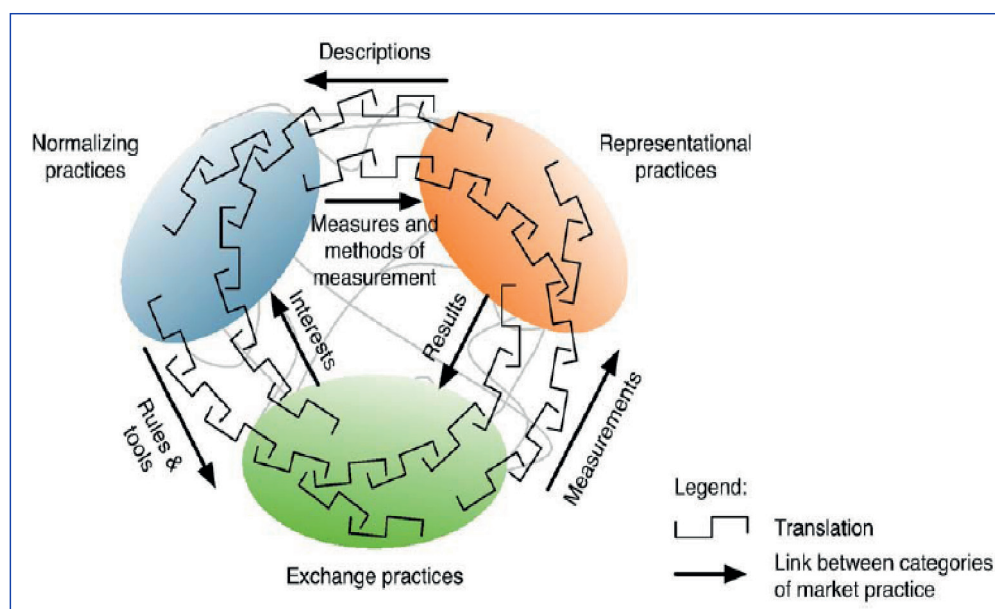 Descriptions
Normalizing
practices
Representational
practices
Measures and
methods of
measurement
Interests
Results
Rules &
tools
Measurements
Exchange practices
Legend:
Translation
Link between categories
of market practice